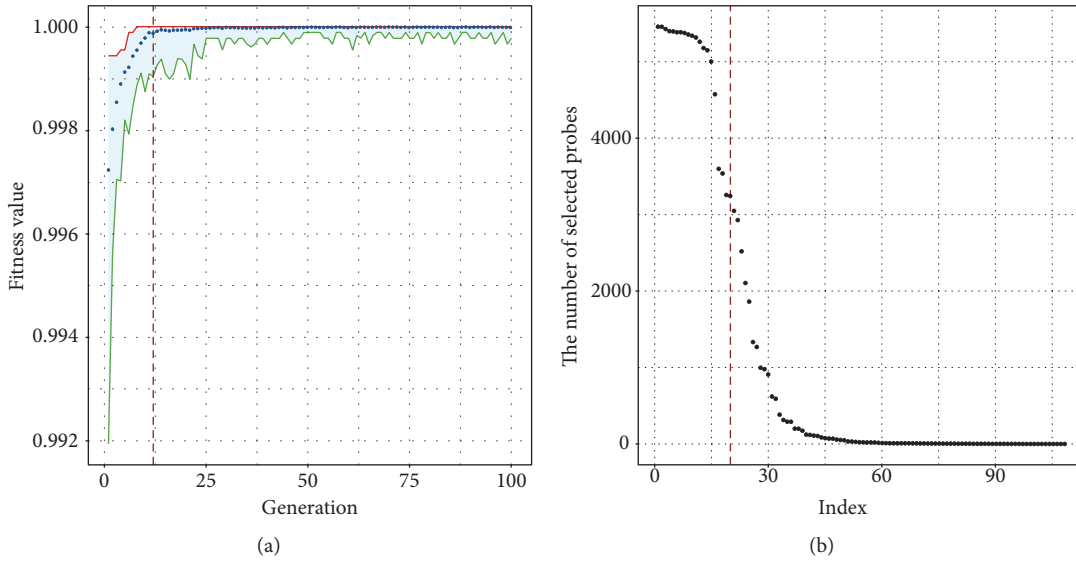 1.000
0.998
0.996
0.994
0.992
Fitness value
0
25
50
75
100
Generation
(a)
4000
2000
0
The number of selected probes
0
30
60
90
Index
(b)